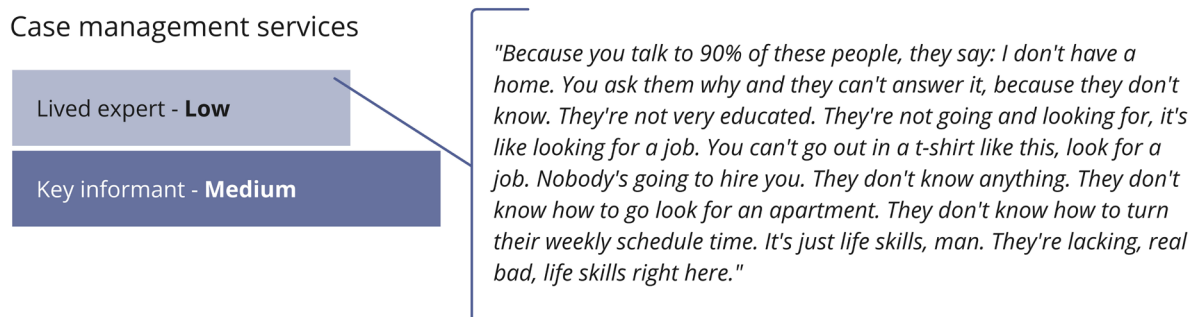 Case management services
Lived expert - Low
Key informant - Medium
"Because you talk to 90% of these people, they say: I don't have a
home. You ask them why and they can't answer it, because they don't
know. They're not very educated. They're not going and looking for, it's
like looking for a job. You can't go out in a t-shirt like this, look for a
job. Nobody's going to hire you. They don't know anything. They don't
know how to go look for an apartment. They don't know how to turn
their weekly schedule time. It's just life skills, man. They're lacking, real
bad, life skills right here."